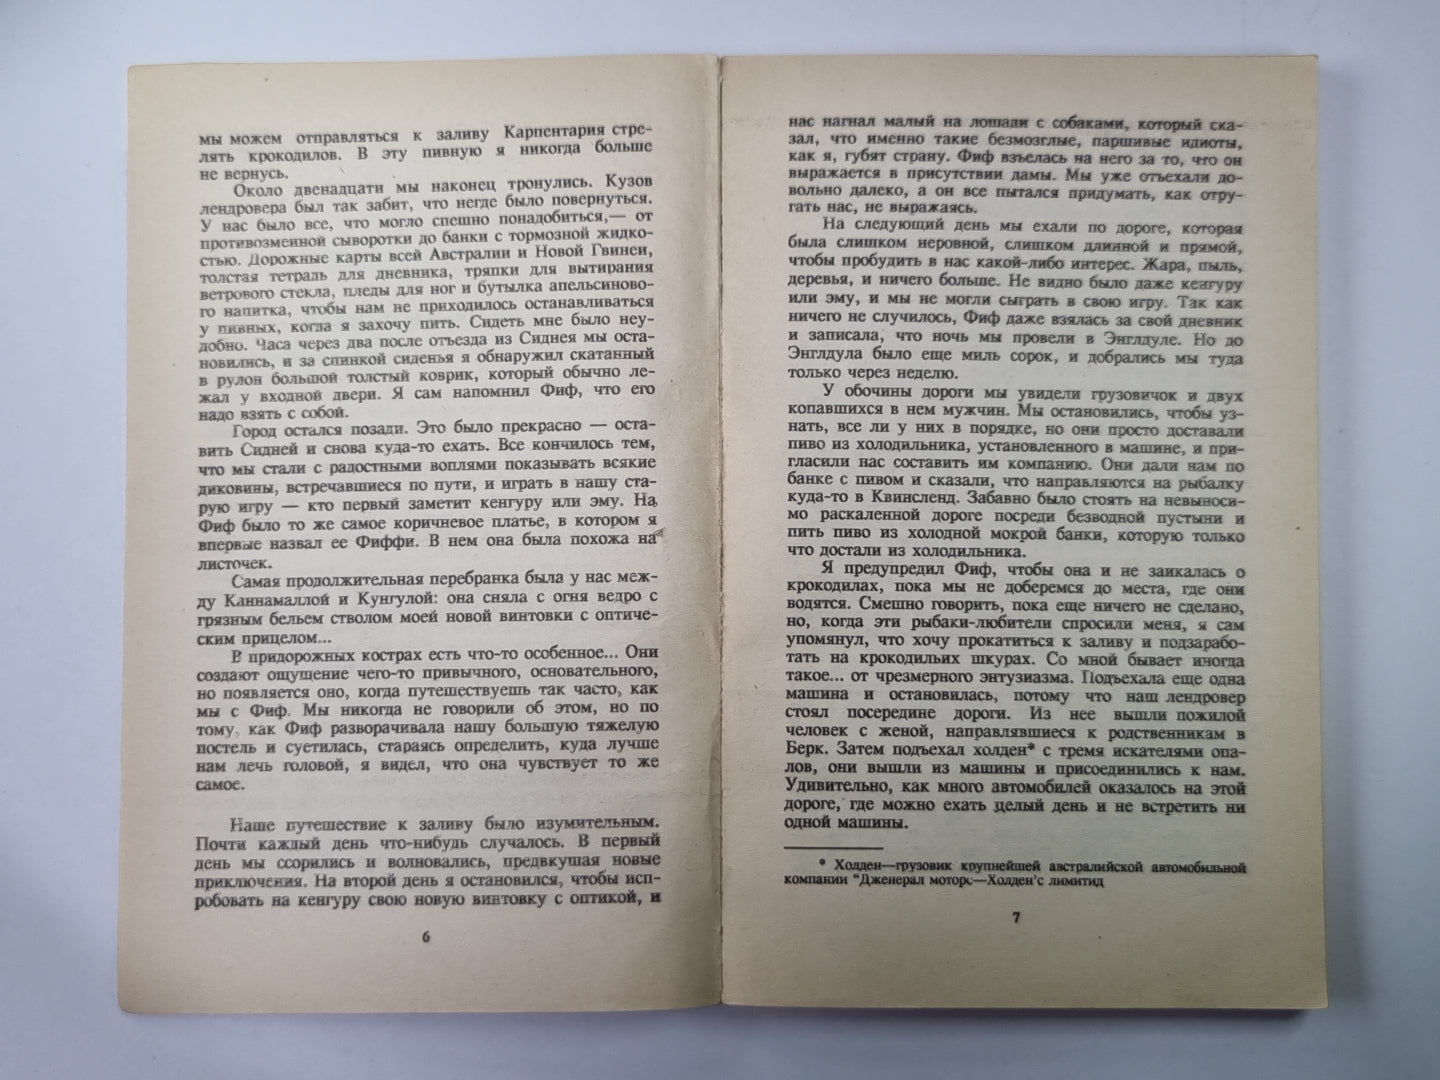 мы можем отправляться к заливу Карпентария стре-
лять крокодилов. В эту пивную я никогда больше
не вернусь.
Около двенадцати мы наконец тронулись. Кузов
лендровера был так забит, что негде было повернуться.
У нас было все, что могло спешно понадобиться,— от
противозменной сыворотки до банки с тормозной жидко-
стью. Дорожные карты всей Австралии и Новой Гвинеи,
толстая тетрадь для дневника, тряпки для вытирания
ветрового стекла, пледы для ног и бутылка апельсиново-
го напитка, чтобы нам не приходилось останавливаться
у пивных, когда я захочу пить. Сидеть мне было неу-
добно. Часа через два после отъезда из Сиднея мы оста-
новились, и за спинкой сиденья я обнаружил скатанный
в рулон большой толстый коврик, который обычно ле-
жал у входной двери. Я сам напомнил Фиф, что его
надо взять с собой.
Город остался позади. Это было прекрасно — оста-
вить Сидней и снова куда-то ехать. Все кончилось тем,
что мы стали с радостными воплями показывать всякие
диковины, встречавшиеся по пути, и играть в нашу ста-
рую игру — кто первый заметит кенгуру или эму. На
Фиф было то же самое коричневое платье, в котором я
впервые назвал ее Фиффи. В нем она была похожа на
листочек.
Самая продолжительная перебранка была у нас меж-
ду Каннамаллой и Кунгулой: она сняла с огня ведро с
грязным бельем стволом моей новой винтовки с оптиче-
ским прицелом...
В придорожных кострах есть что-то особенное... Они
создают ощущение чего-то привычного, основательного,
но появляется оно, когда путешествуешь так часто, как
мы с Фиф. Мы никогда не говорили об этом, но по
тому, как Фиф разворачивала нашу большую тяжелую
постель и суетилась, стараясь определить, куда лучше
нам лечь головой, я видел, что она чувствует то же
самое.
Наше путешествие к заливу было изумительным.
Почти каждый день что-нибудь случалось. В первый
день мы ссорились и волновались, предвкушая новые
приключения. На второй день я остановился, чтобы исп-
робовать на кенгуру свою новую винтовку с оптикой, и
6
нас нагнал малый на лошади с собаками, который ска-
зал, что именно такие безмозглые, паршивые идиоты,
как я, губят страну. Фиф взъелась на него за то, что он
выражается в присутствии дамы. Мы уже отъехали до-
вольно далеко, а он все пытался придумать, как отру-
гать нас, не выражаясь.
На следующий день мы ехали по дороге, которая
была слишком неровной, слишком длинной и прямой,
чтобы пробудить в нас какой-либо интерес. Жара, пыль,
деревья, и ничего больше. Не видно было даже кенгуру
или эму, и мы не могли сыграть в свою игру. Так как
ничего не случилось, Фиф даже взялась за свой дневник
и записала, что ночь мы провели в Энглдуле. Но до
Энглдула было еще миль сорок, и добрались мы туда
только через неделю.
У обочины дороги мы увидели грузовичок и двух
копавшихся в нем мужчин. Мы остановились, чтобы уз-
нать, все ли у них в порядке, но они просто доставали
пиво из холодильника, установленного в машине, и при-
гласили нас составить им компанию. Они дали нам по
банке с пивом и сказали, что направляются на рыбалку
куда-то в Квинсленд. Забавно было стоять на невыноси-
мо раскаленной дороге посреди безводной пустыни и
пить пиво из холодной мокрой банки, которую только
что достали из холодильника.
Я предупредил Фиф, чтобы она и не заикалась о
крокодилах, пока мы не доберемся до места, где они
водятся. Смешно говорить, пока еще ничего не сделано,
но, когда эти рыбаки-любители спросили меня, я сам
упомянул, что хочу прокатиться к заливу и подзарабо-
тать на крокодильих шкурах. Со мной бывает иногда
такое... от чрезмерного энтузиазма. Подъехала еще одна
машина и остановилась, потому что наш лендровер
стоял посередине дороги. Из нее вышли пожилой
человек с женой, направлявшиеся к родственникам в
Берк. Затем подъехал холден* с тремя искателями опа-
лов, они вышли из машины и присоединились к нам.
Удивительно, как много автомобилей оказалось на этой
дороге, где можно ехать целый день и не встретить ни
одной машины.
* Холден—грузовик крупнейшей австралийской автомобильной
компании "Дженерал моторс—Холден'с лимитид
7